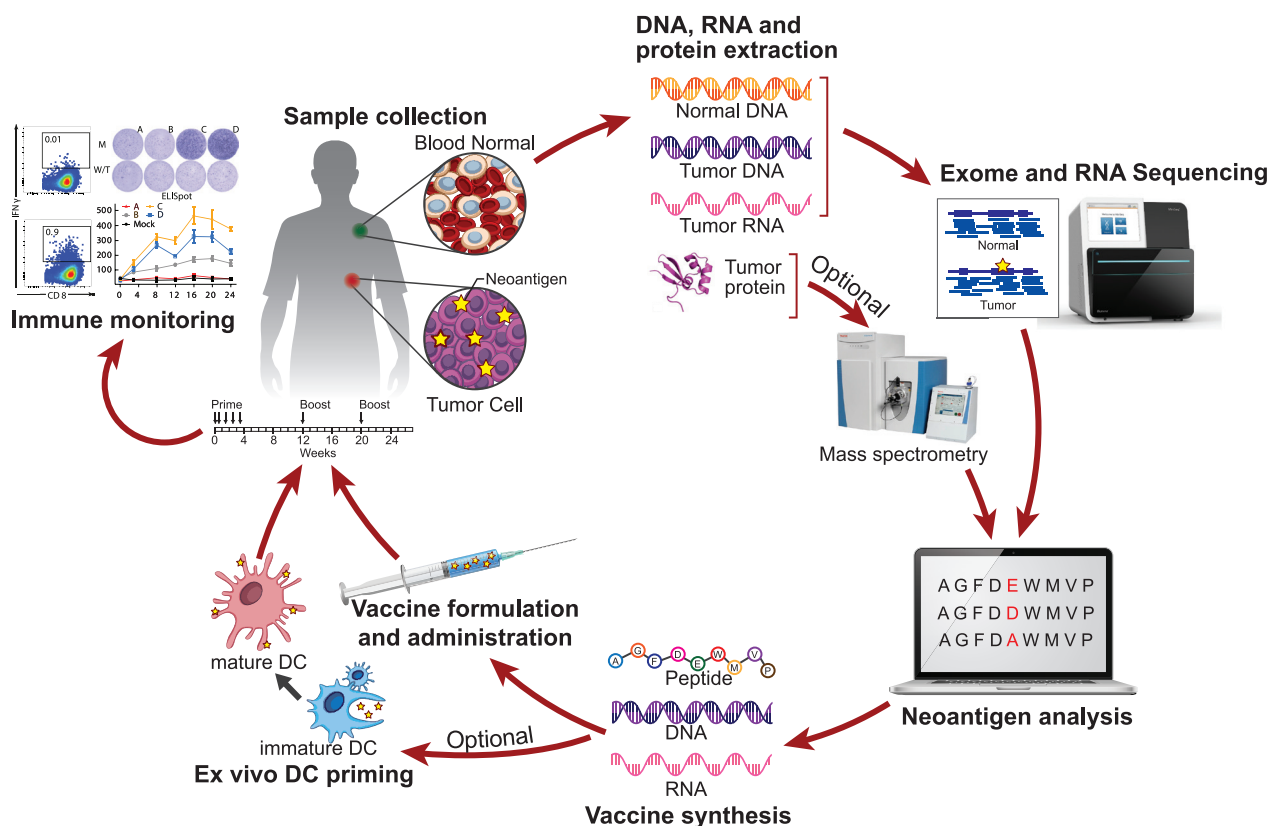 DNA, RNA and
protein extraction
Normal DNA
Tumor DNA
Tumor RNA
Tumor
protein
Optional
Sample collection
Blood Normal
Neoantigen
Tumor Cell
Exome and RNA Sequencing
Normal
Tumor
Mass spectrometry
AGFDEWMVP
AGFDDWMVP
AGFDAWMVP
Neoantigen analysis
A G F D E W M V P
Peptide
DNA
RNA
Vaccine synthesis
Optional
Vaccine formulation
and administration
mature DC
immature DC
Ex vivo DC priming
Prime Boost Boost
0 4 12 16 20 24
Weeks
0.01
0.9
IFN γ
CD 8
A B C D
M
W/T
ELISpot
A C
B D
Mock
500
400
300
200
100
0 4 8 12 16 20 24
Immune monitoring